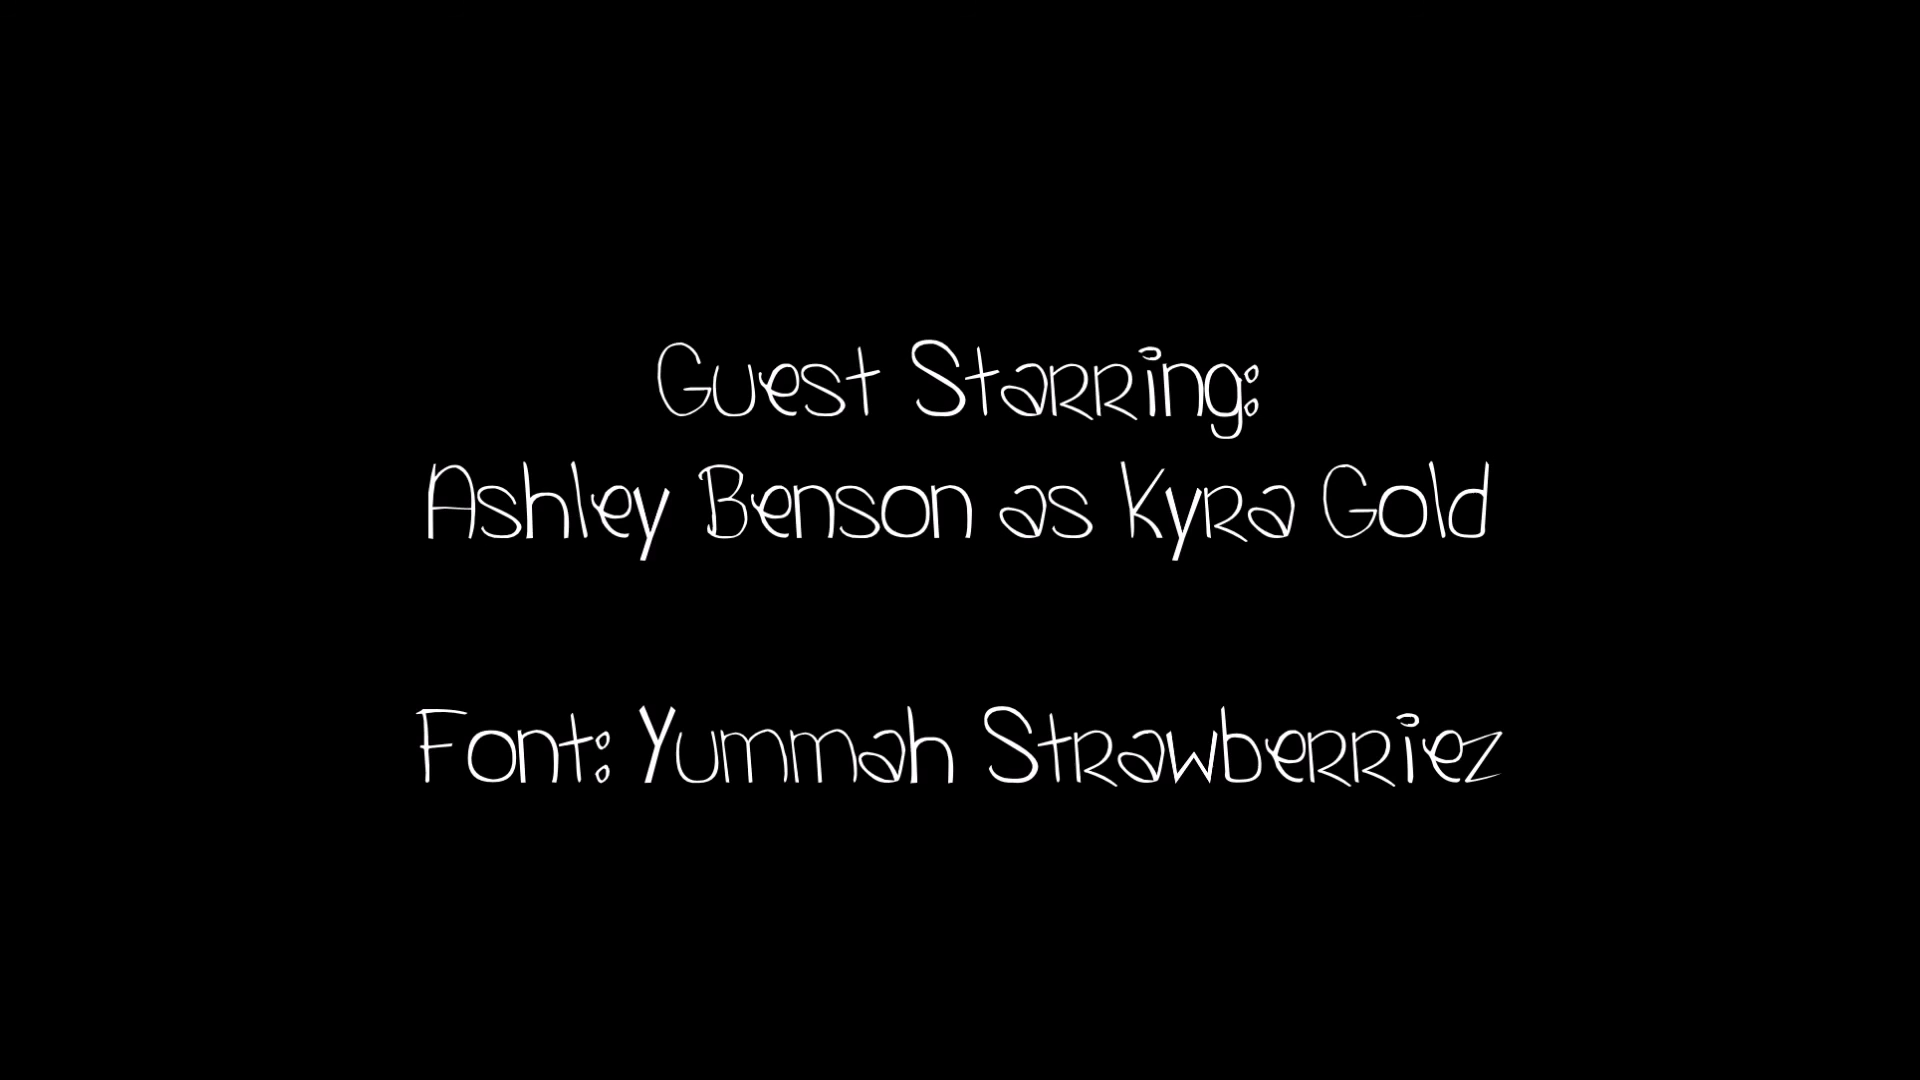 Guest Starring:
Ashley Benson as Kyra Gold
Font: Yummah Strawberriez